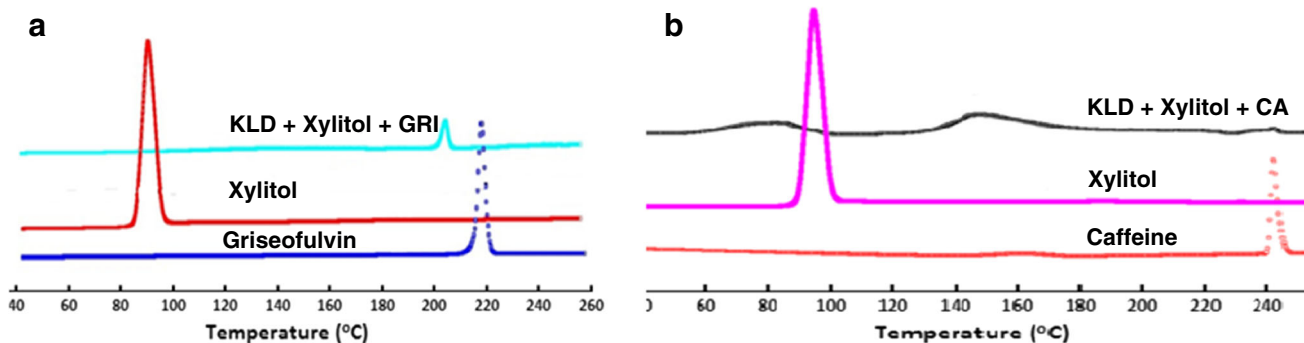 a
KLD + Xylitol + GRI
Xylitol
Griseofulvin
40 60 80 100 120 140 160 180 200 220 240 260
Temperature (°C)
b
KLD + Xylitol + CA
Xylitol
Caffeine
0 60 80 100 120 140 160 180 200 220 240
Temperature (°C)